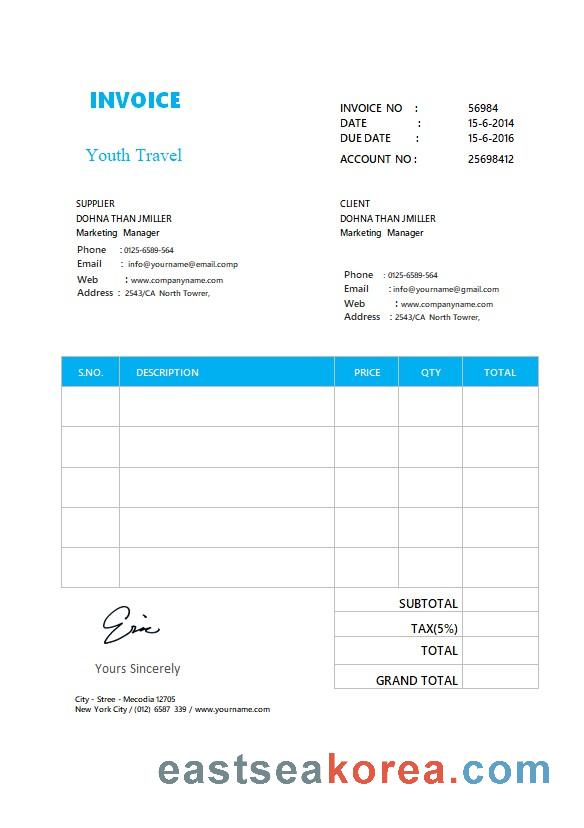 INVOICE
Youth Travel
INVOICE NO : 56984
DATE : 15-6-2014
DUE DATE : 15-6-2016
ACCOUNT NO : 25698412
SUPPLIER
DOHNA THAN JMILLER
Marketing Manager
Phone : 0125-6589-564
Email : info@yourname@email.comp
Web : www.companyname.com
Address : 2543/CA North Towrer,
CLIENT
DOHNA THAN JMILLER
Marketing Manager
Phone : 0125-6589-564
Email : info@yourname@gmail.com
Web : www.companyname.com
Address : 2543/CA North Towrer,
S.NO. DESCRIPTION PRICE QTY TOTAL
SUBTOTAL
TAX(5%)
TOTAL
GRAND TOTAL
Eric
Yours Sincerely
City - Stree - Mecodia 12705
New York City / (012) 6587 339 / www.yourname.com
eastseakorea.com